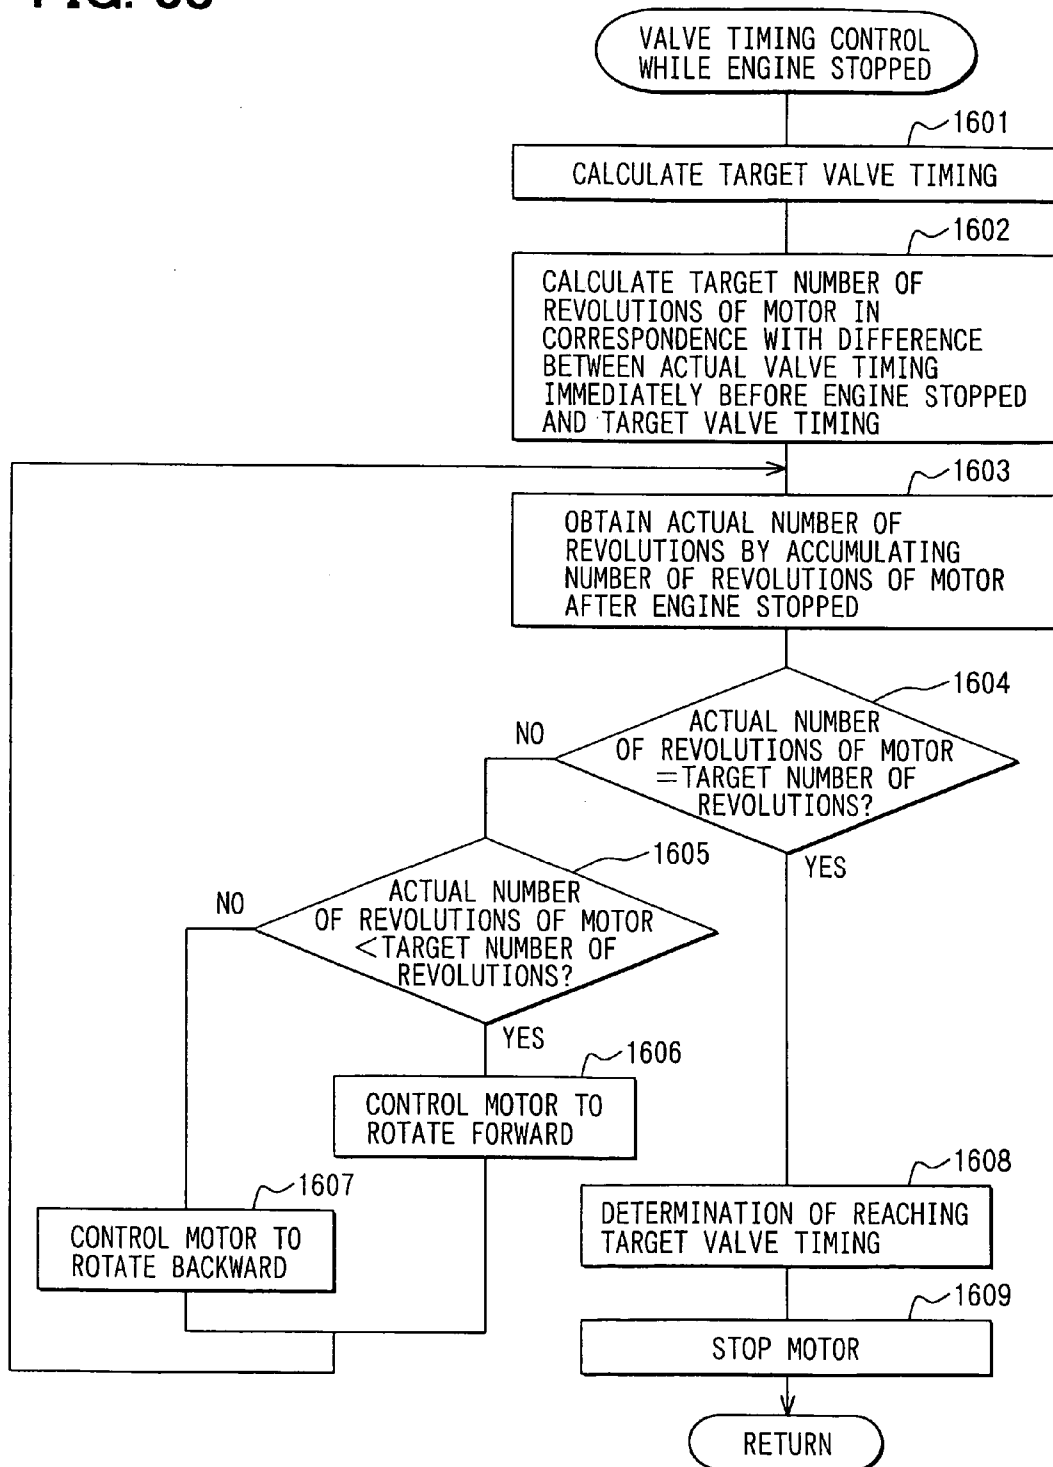 VALVE TIMING CONTROL
WHILE ENGINE STOPPED
1601
CALCULATE TARGET VALVE TIMING
1602
CALCULATE TARGET NUMBER OF
REVOLUTIONS OF MOTOR IN
CORRESPONDENCE WITH DIFFERENCE
BETWEEN ACTUAL VALVE TIMING
IMMEDIATELY BEFORE ENGINE STOPPED
AND TARGET VALVE TIMING
1603
OBTAIN ACTUAL NUMBER OF
REVOLUTIONS BY ACCUMULATING
NUMBER OF REVOLUTIONS OF MOTOR
AFTER ENGINE STOPPED
1604
ACTUAL NUMBER
OF REVOLUTIONS OF MOTOR
=TARGET NUMBER OF
REVOLUTIONS?
NO
YES
1605
ACTUAL NUMBER
OF REVOLUTIONS OF MOTOR
<TARGET NUMBER OF
REVOLUTIONS?
NO
YES
1606
CONTROL MOTOR TO
ROTATE FORWARD
1607
CONTROL MOTOR TO
ROTATE BACKWARD
1608
DETERMINATION OF REACHING
TARGET VALVE TIMING
1609
STOP MOTOR
RETURN